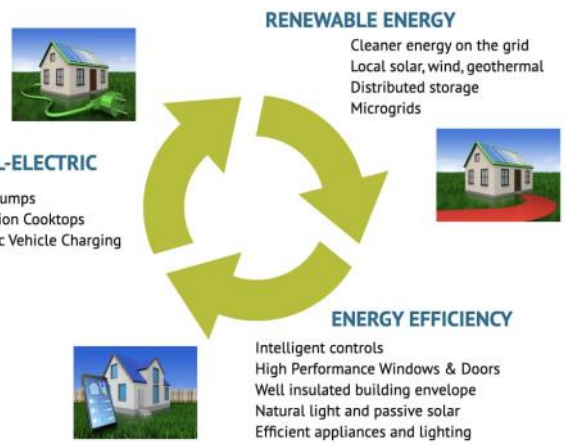 RENEWABLE ENERGY
Cleaner energy on the grid
Local solar, wind, geothermal
Distributed storage
Microgrids
L-ELECTRIC
umps
ion Cooktops
c Vehicle Charging
ENERGY EFFICIENCY
Intelligent controls
High Performance Windows & Doors
Well insulated building envelope
Natural light and passive solar
Efficient appliances and lighting